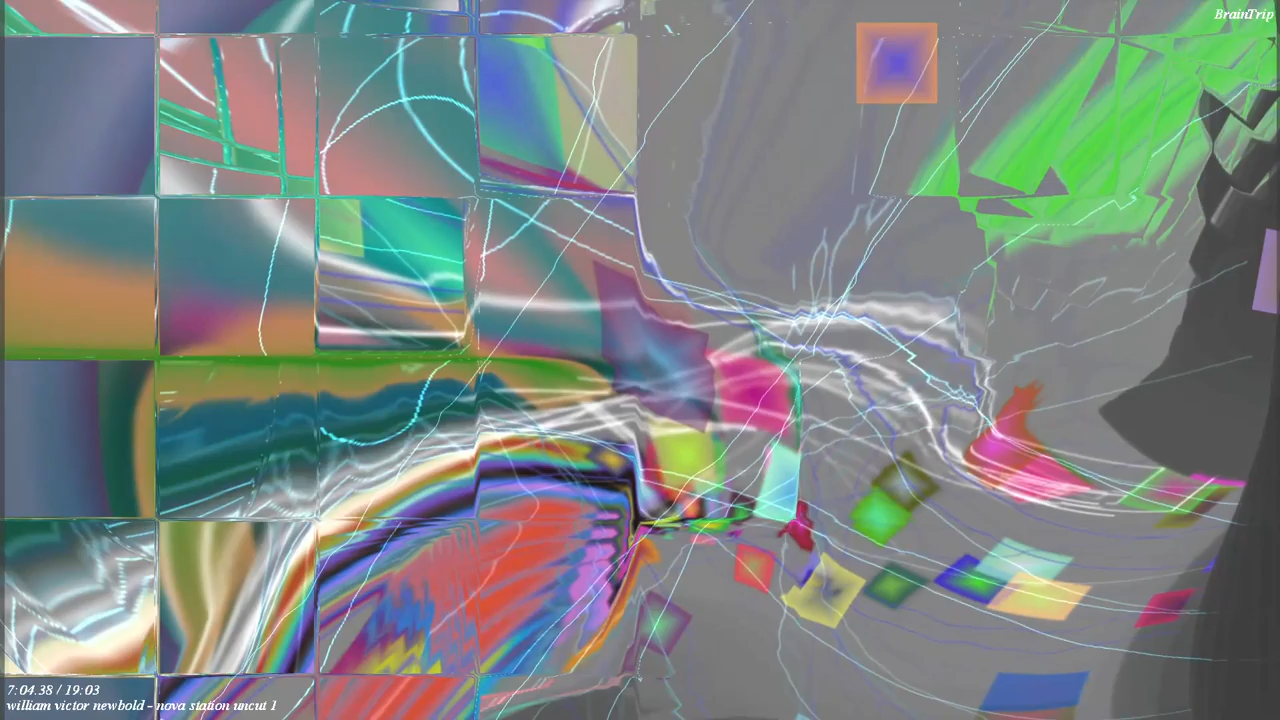 BrainTrip
7:04.38 / 19:03
william victor newbold - nova station uncut 1